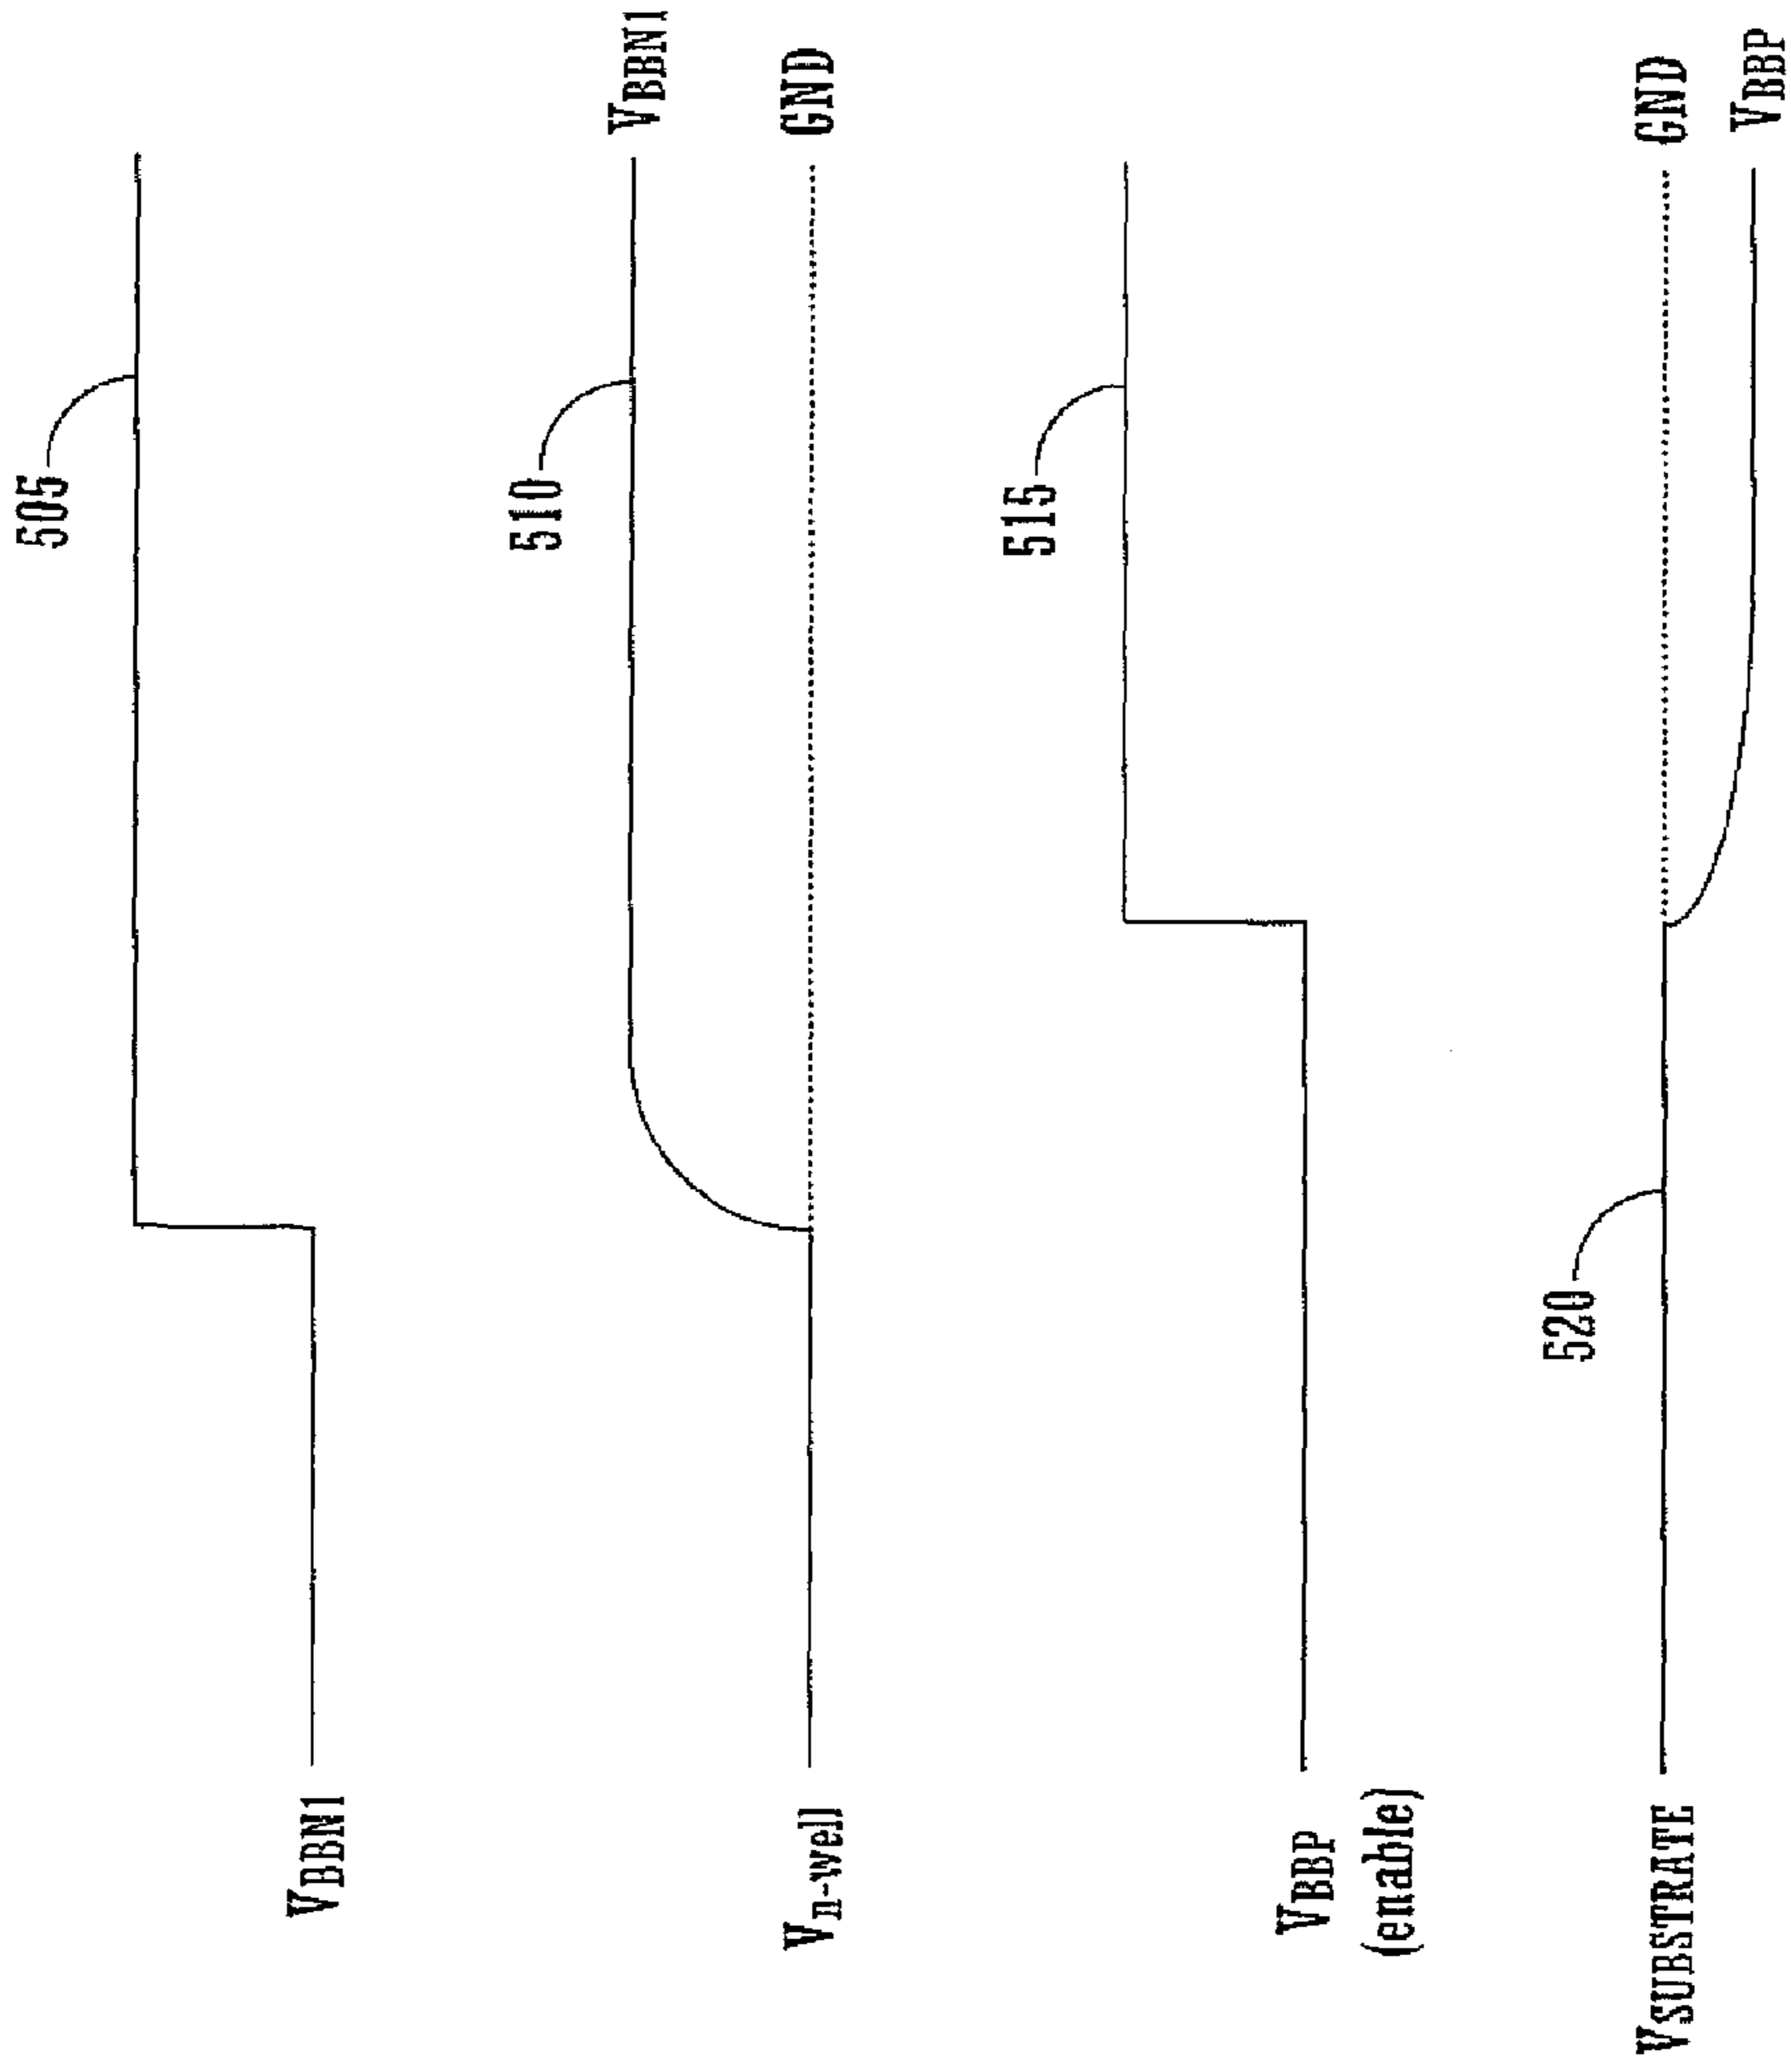 505
VBBN1
510
VBBN1
Vn-well
GND
515
VBBP
(enable)
520
GND
VSUBSTRATE
VBBP